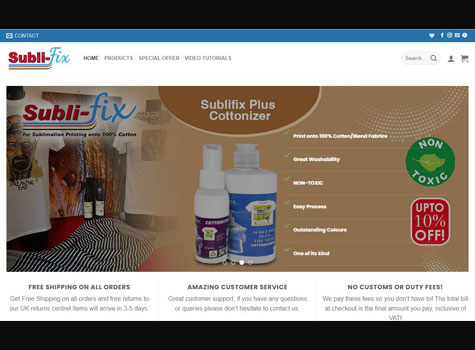 CONTACT
Subli-Fix
HOME PRODUCTS SPECIAL OFFER VIDEO TUTORIALS
Search...
Subli-fix
for Sublimation Printing onto 100% Cotton
Sublifix Plus
Cottonizer
Print onto 100% Cotton/Blend Fabrics
Great Washability
NON-TOXIC
Easy Process
Outstanding Colours
One of its kind
NON
TOXIC
UPTO
10%
OFF!
COTTONIZER
FREE SHIPPING ON ALL ORDERS
Get Free Shipping on all orders and free returns to
our UK returns centre! Items will arrive in 3-5 days.
AMAZING CUSTOMER SERVICE
Great customer support, if you have any questions
or queries please don't hesitate to contact us.
NO CUSTOMS OR DUTY FEES!
We pay these fees so you don't have to! The total bill
at checkout is the final amount you pay, inclusive of
VAT!